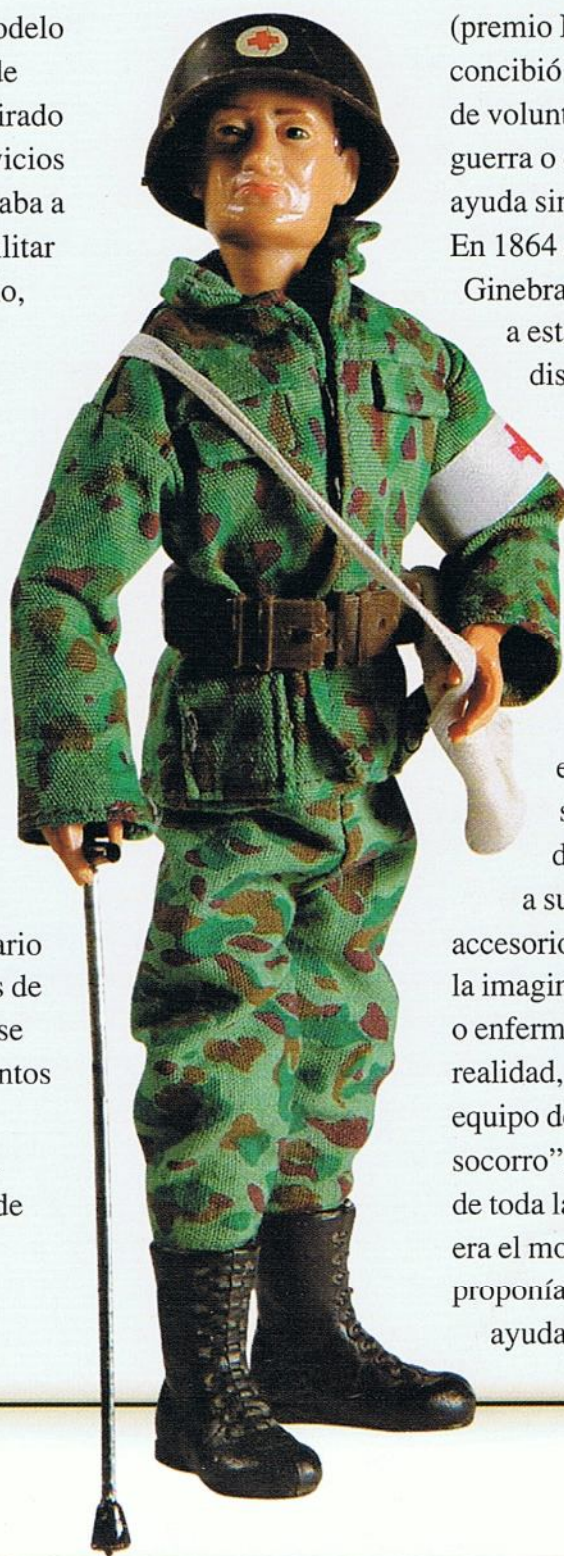 odelo
de
irado
vicios
aba a
litar
o,
ario
s de
se
ntos
de
(premio
concibió
de volunt
guerra o
ayuda sin
En 1864
Ginebra
a est
dis
e
s
d
a su
accesorio
la imagin
o enferm
realidad,
equipo de
socorro”
de toda la
era el mo
proponía
ayuda